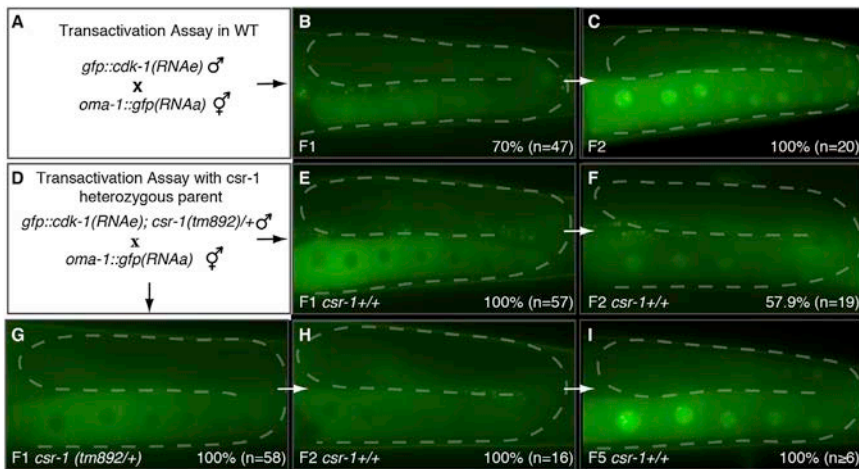 A
Transactivation Assay in WT
gfp::cdk-1(RNAe) ♂
x
oma-1::gfp(RNAa) ⚥
B
F1
70% (n=47)
C
F2
100% (n=20)
D
Transactivation Assay with csr-1
heterozygous parent
gfp::cdk-1(RNAe); csr-1(tm892)/+♂
x
oma-1::gfp(RNAa) ⚥
E
F1 csr-1+/+
100% (n=57)
F
F2 csr-1+/+
57.9% (n=19)
G
F1 csr-1 (tm892/+)
100% (n=58)
H
F2 csr-1+/+
100% (n=16)
I
F5 csr-1+/+
100% (n≥6)